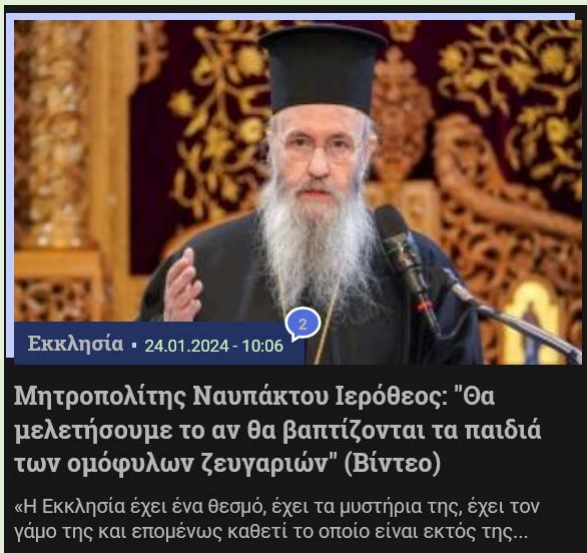 2
Εκκλησία ▪ 24.01.2024 - 10:06
Μητροπολίτης Ναυπάκτου Ιερόθεος: "Θα
μελετήσουμε το αν θα βαπτίζονται τα παιδιά
των ομόφυλων ζευγαριών" (Βίντεο)
«Η Εκκλησία έχει ένα θεσμό, έχει τα μυστήρια της, έχει τον
γάμο της και επομένως καθετί το οποίο είναι εκτός της...